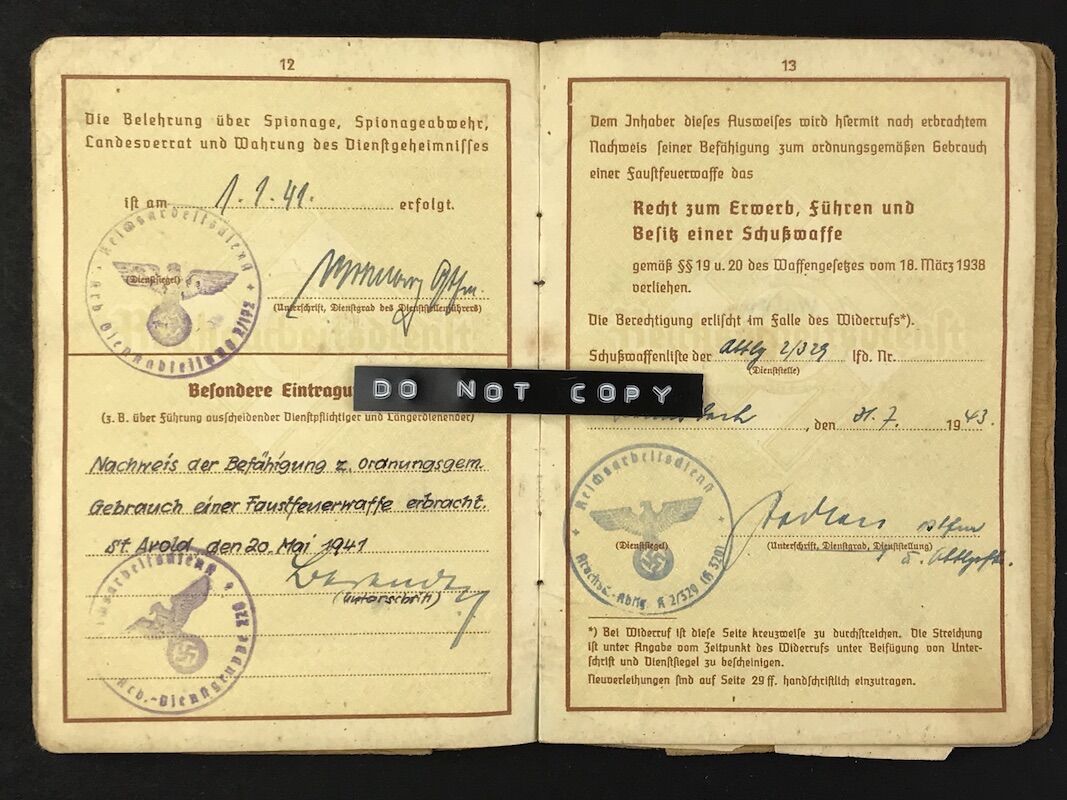 12
Die Belehrung über Spionage, Spionageabwehr,
Landesverrat und Wahrung des Dienstgeheimnisses
ist am 1.1.41. erfolgt.
Reichsarbeitsdienst
(Dienstsiegel)
(Unterschrift, Dienstgrad des Dienststellenführers)
Besondere
(z. B. über Führung ausscheidender Dienstpflichtiger und Längerdienender)
Nachweis der Befähigung z. ordnungsgem.
Gebrauch einer Faustfeuerwaffe erbracht.
St. Avold, den 20. Mai 1941
(Unterschrift)
DO NOT COPY
13
Dem Inhaber dieses Ausweises wird hiermit nach erbrachtem
Nachweis seiner Befähigung zum ordnungsgemäßen Gebrauch
einer Faustfeuerwaffe das
Recht zum Erwerb, Führen und
Besitz einer Schußwaffe
gemäß §§ 19 u. 20 des Waffengesetzes vom 18. März 1938
verliehen.
Die Berechtigung erlischt im Falle des Widerrufs*).
Schußwaffenliste der 2/329 lfd. Nr.
(Dienststelle)
, den 31.7. 1943.
Reichsarbeitsdienst
(Dienstsiegel)
(Unterschrift, Dienstgrad, Dienststellung)
K 2/329
*) Bei Widerruf ist diese Seite kreuzweise zu durchstreichen. Die Streichung
ist unter Angabe vom Zeitpunkt des Widerrufs unter Beifügung von Unter-
schrift und Dienstsiegel zu bescheinigen.
Neuverleihungen sind auf Seite 29 ff. handschriftlich einzutragen.